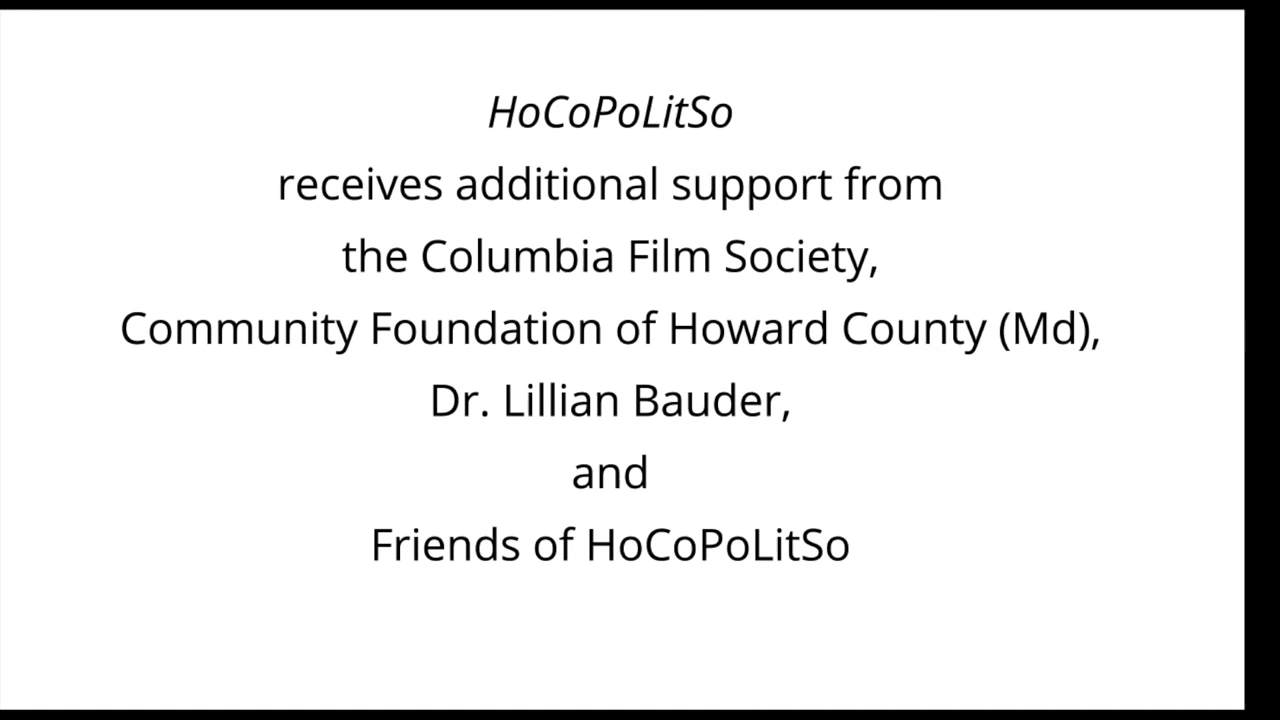 HoCoPoLitSo
receives additional support from
the Columbia Film Society,
Community Foundation of Howard County (Md),
Dr. Lillian Bauder,
and
Friends of HoCoPoLitSo